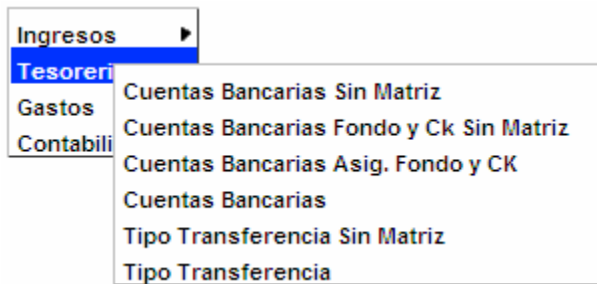 Ingresos
Tesoreri
Gastos
Contabili
Cuentas Bancarias Sin Matriz
Cuentas Bancarias Fondo y Ck Sin Matriz
Cuentas Bancarias Asig. Fondo y CK
Cuentas Bancarias
Tipo Transferencia Sin Matriz
Tipo Transferencia